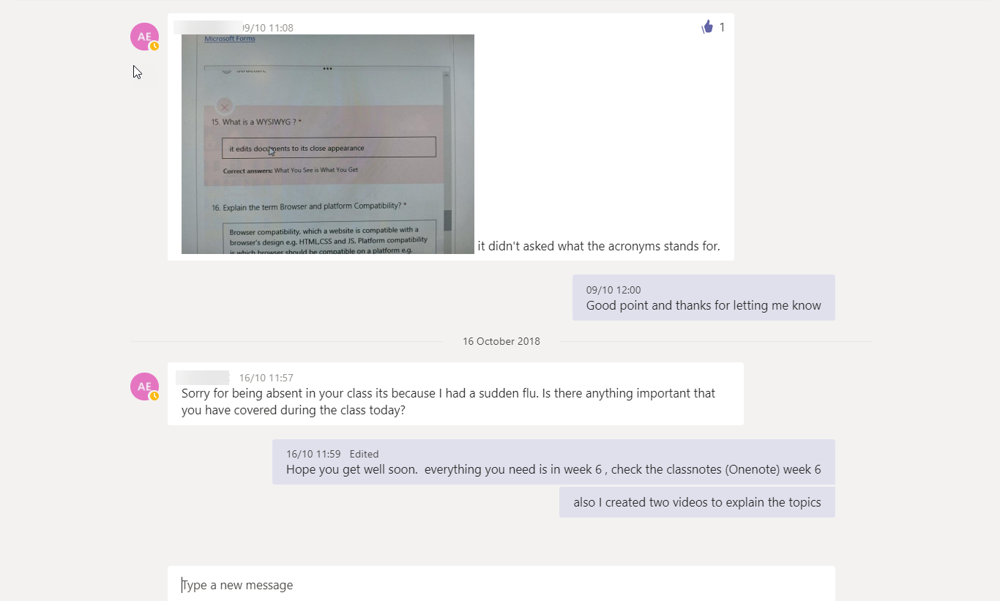 AE
09/10 11:08
1
Microsoft Forms
Structure
15. What is a WYSIWYG ? *
it edits documents to its close appearance
Correct answers: What You See is What You Get
16. Explain the term Browser and platform Compatibility? *
Browser compatibility, which a website is compatible with a
browser's design e.g. HTML,CSS and JS. Platform compatibility
is which browser should be compatible on a platform e.g.
it didn't asked what the acronyms stands for.
09/10 12:00
Good point and thanks for letting me know
16 October 2018
AE
16/10 11:57
Sorry for being absent in your class its because I had a sudden flu. Is there anything important that
you have covered during the class today?
16/10 11:59 Edited
Hope you get well soon. everything you need is in week 6 , check the classnotes (Onenote) week 6
also I created two videos to explain the topics
Type a new message